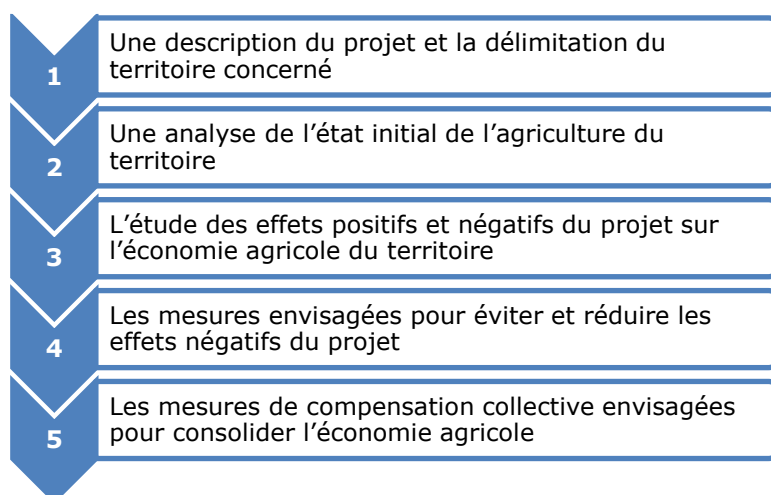 1
Une description du projet et la délimitation du
territoire concerné
2
Une analyse de l’état initial de l’agriculture du
territoire
3
L’étude des effets positifs et négatifs du projet sur
l’économie agricole du territoire
4
Les mesures envisagées pour éviter et réduire les
effets négatifs du projet
5
Les mesures de compensation collective envisagées
pour consolider l’économie agricole